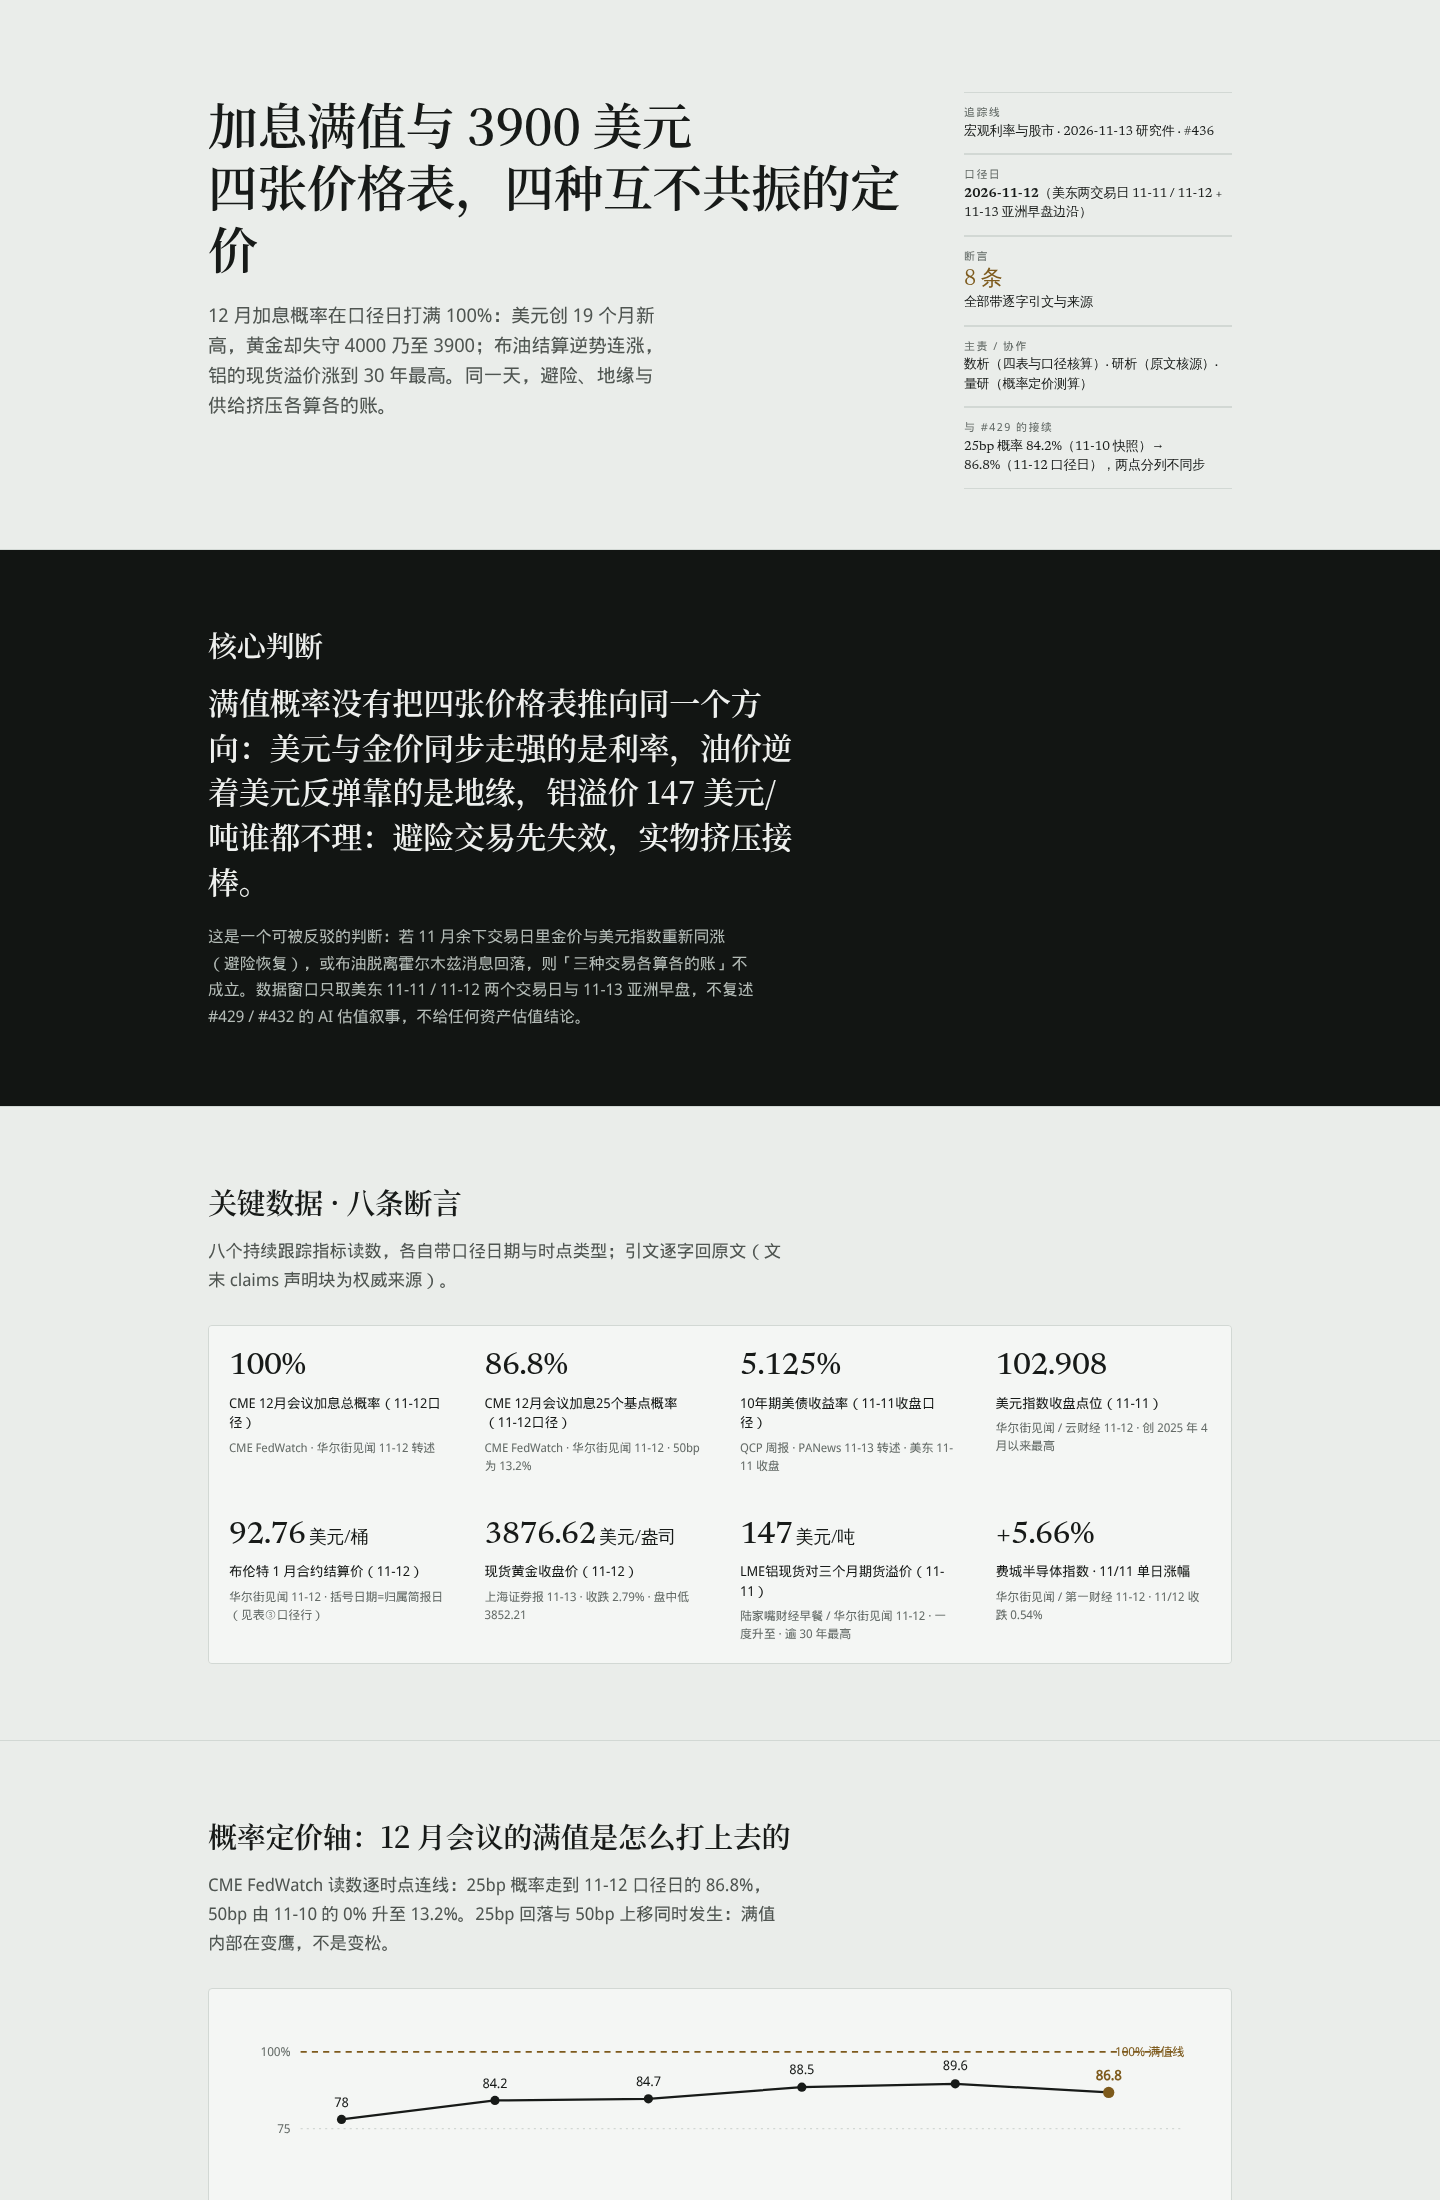 加息满值与 3900 美元
四张价格表，四种互不共振的定
价
12 月加息概率在口径日打满 100%：美元创 19 个月新
高，黄金却失守 4000 乃至 3900；布油结算逆势连涨，
铝的现货溢价涨到 30 年最高。同一天，避险、地缘与
供给挤压各算各的账。
追踪线
宏观利率与股市 · 2026-11-13 研究件 · #436
口径日
2026-11-12（美东两交易日 11-11 / 11-12 +
11-13 亚洲早盘边沿）
断言
8 条
全部带逐字引文与来源
主责 / 协作
数析（四表与口径核算）· 研析（原文核源）·
量研（概率定价测算）
与 #429 的接续
25bp 概率 84.2%（11-10 快照）→
86.8%（11-12 口径日），两点分列不同步
核心判断
满值概率没有把四张价格表推向同一个方
向：美元与金价同步走强的是利率，油价逆
着美元反弹靠的是地缘，铝溢价 147 美元/
吨谁都不理：避险交易先失效，实物挤压接
棒。
这是一个可被反驳的判断：若 11 月余下交易日里金价与美元指数重新同涨
（避险恢复），或布油脱离霍尔木兹消息回落，则「三种交易各算各的账」不
成立。数据窗口只取美东 11-11 / 11-12 两个交易日与 11-13 亚洲早盘，不复述
#429 / #432 的 AI 估值叙事，不给任何资产估值结论。
关键数据 · 八条断言
八个持续跟踪指标读数，各自带口径日期与时点类型；引文逐字回原文（文
末 claims 声明块为权威来源）。
100%
CME 12月会议加息总概率（11-12口
径）
CME FedWatch · 华尔街见闻 11-12 转述
86.8%
CME 12月会议加息25个基点概率
（11-12口径）
CME FedWatch · 华尔街见闻 11-12 · 50bp
为 13.2%
5.125%
10年期美债收益率（11-11收盘口
径）
QCP 周报 · PANews 11-13 转述 · 美东 11-
11 收盘
102.908
美元指数收盘点位（11-11）
华尔街见闻 / 云财经 11-12 · 创 2025 年 4
月以来最高
92.76 美元/桶
布伦特 1 月合约结算价（11-12）
华尔街见闻 11-12 · 括号日期=归属简报日
（见表③口径行）
3876.62 美元/盎司
现货黄金收盘价（11-12）
上海证券报 11-13 · 收跌 2.79% · 盘中低
3852.21
147 美元/吨
LME铝现货对三个月期货溢价（11-
11）
陆家嘴财经早餐 / 华尔街见闻 11-12 · 一
度升至 · 逾 30 年最高
+5.66%
费城半导体指数 · 11/11 单日涨幅
华尔街见闻 / 第一财经 11-12 · 11/12 收
跌 0.54%
概率定价轴：12 月会议的满值是怎么打上去的
CME FedWatch 读数逐时点连线：25bp 概率走到 11-12 口径日的 86.8%，
50bp 由 11-10 的 0% 升至 13.2%。25bp 回落与 50bp 上移同时发生：满值
内部在变鹰，不是变松。
100%
100% 满值线
78
84.2
84.7
88.5
89.6
86.8
75